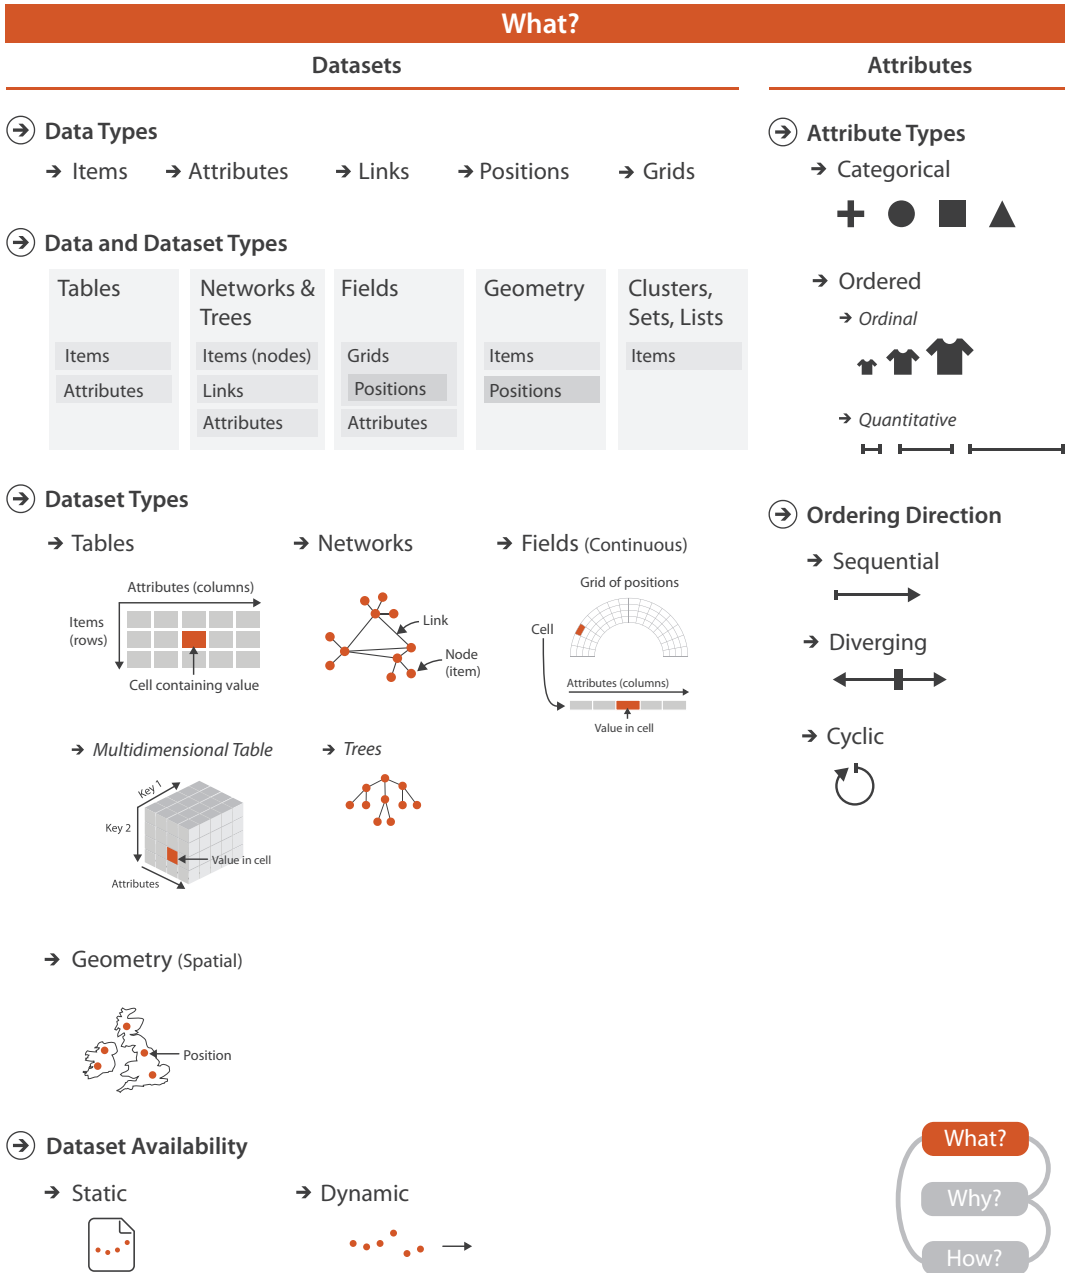 What?
Datasets
Attributes
Data Types
Items
Attributes
Links
Positions
Grids
Data and Dataset Types
Tables
Items
Attributes
Networks &
Trees
Items (nodes)
Links
Attributes
Fields
Grids
Positions
Attributes
Geometry
Items
Positions
Clusters,
Sets, Lists
Items
Dataset Types
Tables
Attributes (columns)
Items
(rows)
Cell containing value
Networks
Link
Node
(item)
Fields (Continuous)
Grid of positions
Cell
Attributes (columns)
Value in cell
Multidimensional Table
Key 1
Key 2
Value in cell
Attributes
Trees
Geometry (Spatial)
Position
Dataset Availability
Static
Dynamic
Attribute Types
Categorical
Ordered
Ordinal
Quantitative
Ordering Direction
Sequential
Diverging
Cyclic
What?
Why?
How?